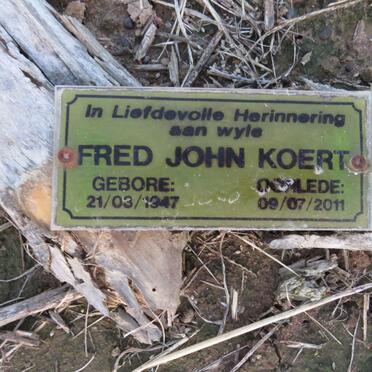 In Liefdevolle Herinnering
aan wyle
FRED JOHN KOERT
GEBORE: OORLEDE:
21/03/1947 09/07/2011